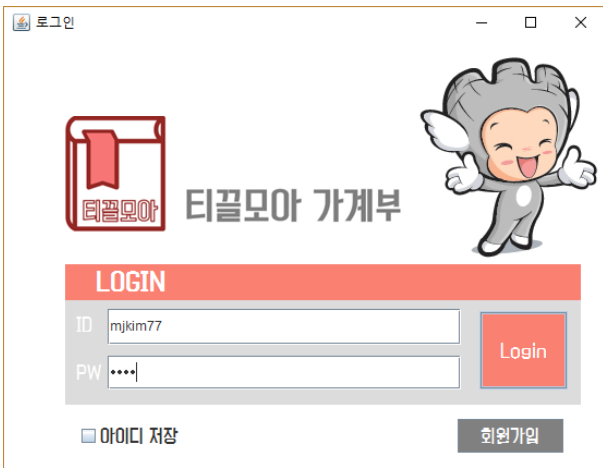 로그인
티끌모아
티끌모아 가계부
LOGIN
ID mjkim77
PW ••••
Login
아이디 저장
회원가입